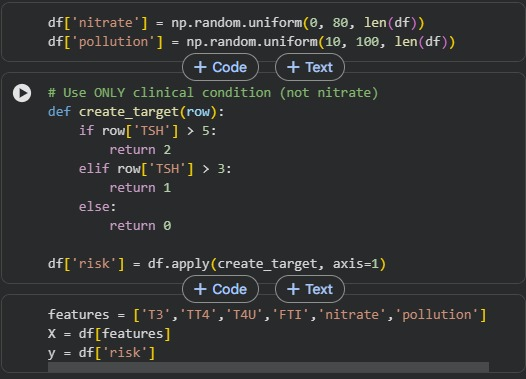 df['nitrate'] = np.random.uniform(0, 80, len(df))
df['pollution'] = np.random.uniform(10, 100, len(df))
+ Code + Text
# Use ONLY clinical condition (not nitrate)
def create_target(row):
    if row['TSH'] > 5:
        return 2
    elif row['TSH'] > 3:
        return 1
    else:
        return 0
df['risk'] = df.apply(create_target, axis=1)
+ Code + Text
features = ['T3','TT4','T4U','FTI','nitrate','pollution']
X = df[features]
y = df['risk']